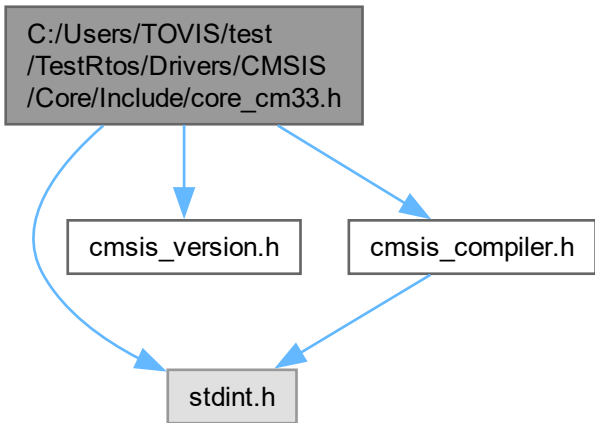 C:/Users/TOVIS/test
/TestRtos/Drivers/CMSIS
/Core/Include/core_cm33.h
cmsis_version.h
cmsis_compiler.h
stdint.h